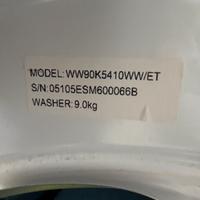 MODEL: WW90K5410WW/ET
S/N: 05105ESM600066B
WASHER: 9.0kg